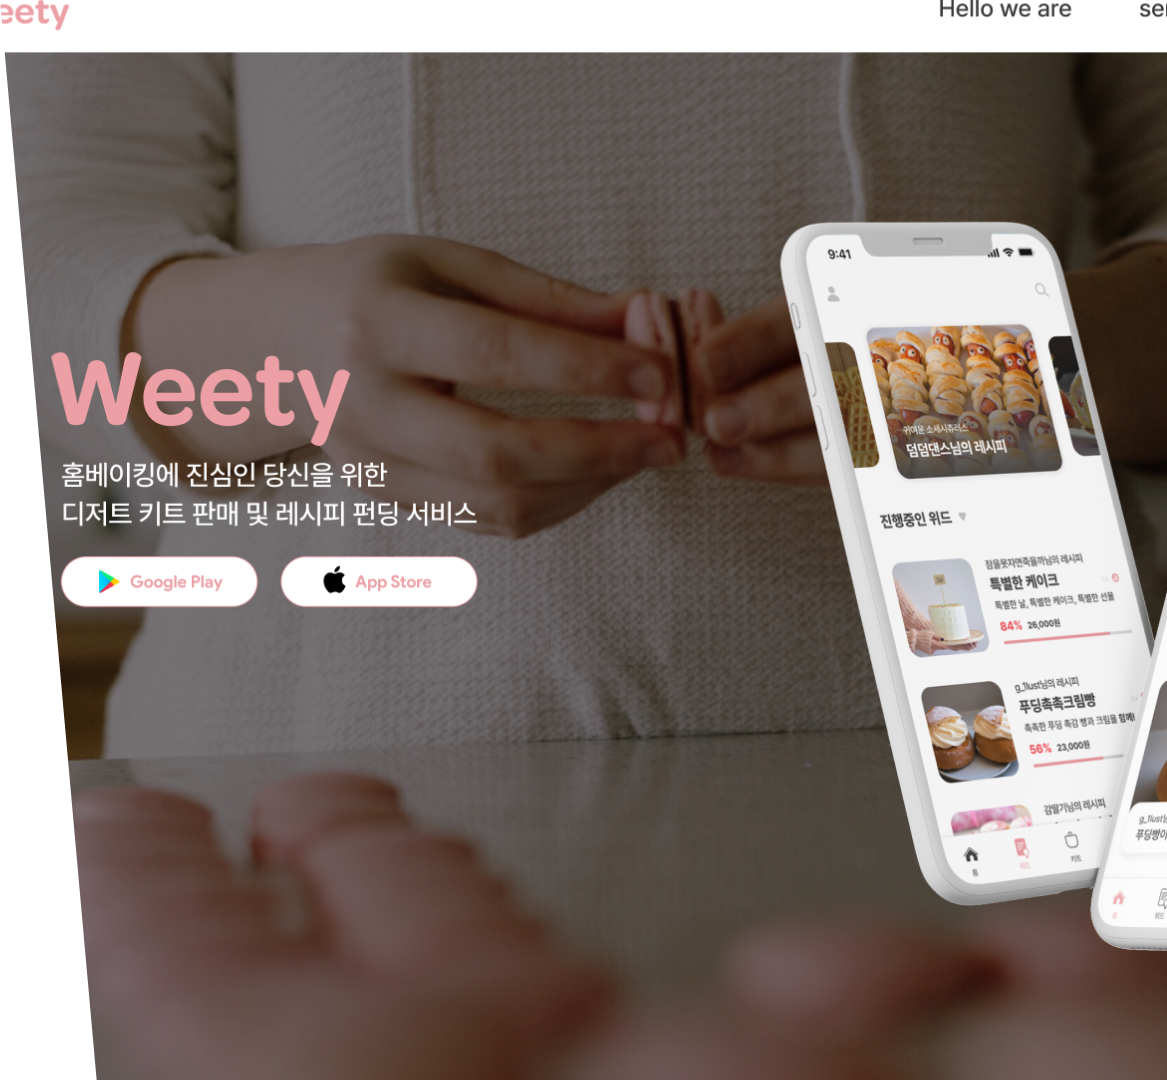 eety
Hello we are
Weety
홈베이킹에 진심인 당신을 위한
디저트 키트 판매 및 레시피 펀딩 서비스
Google Play
App Store
9:41
귀여운 소세시츄러스
덤덤댄스님의 레시피
진행중인 위드
잠을못자면죽을까님의 레시피
특별한 케이크
특별한 날, 특별한 케이크, 특별한 선물
84% 26,000원
g_1lust님의 레시피
푸딩촉촉크림빵
촉촉한 푸딩 촉감 빵과 크림을 함께!
56% 23,000원
감딸기님의 레시피
홈
위드
키트
g_1lust님
푸딩빵이
홈
위드